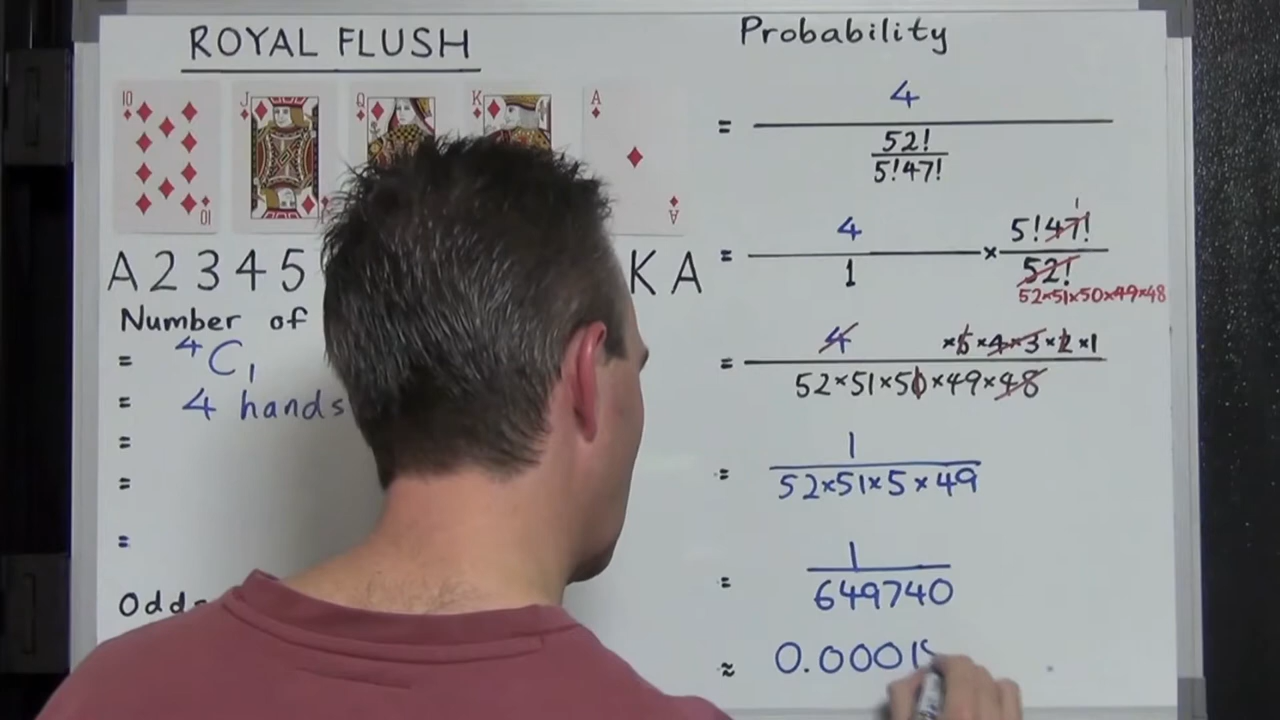 ROYAL FLUSH
10 J Q K A
10 A
A 2 3 4 5 K A
Number of
= ⁴C₁
= 4 hands
=
=
=
Probability
= 4 / (52! / 5!47!)
= 4/1 × 5!47! 1 / 52!
52×51×50×49×48
= 4 ×5×4×3×2×1 / 52×51×50×49×48
= 1 / 52×51×5×49
= 1 / 649740
≈ 0.0001